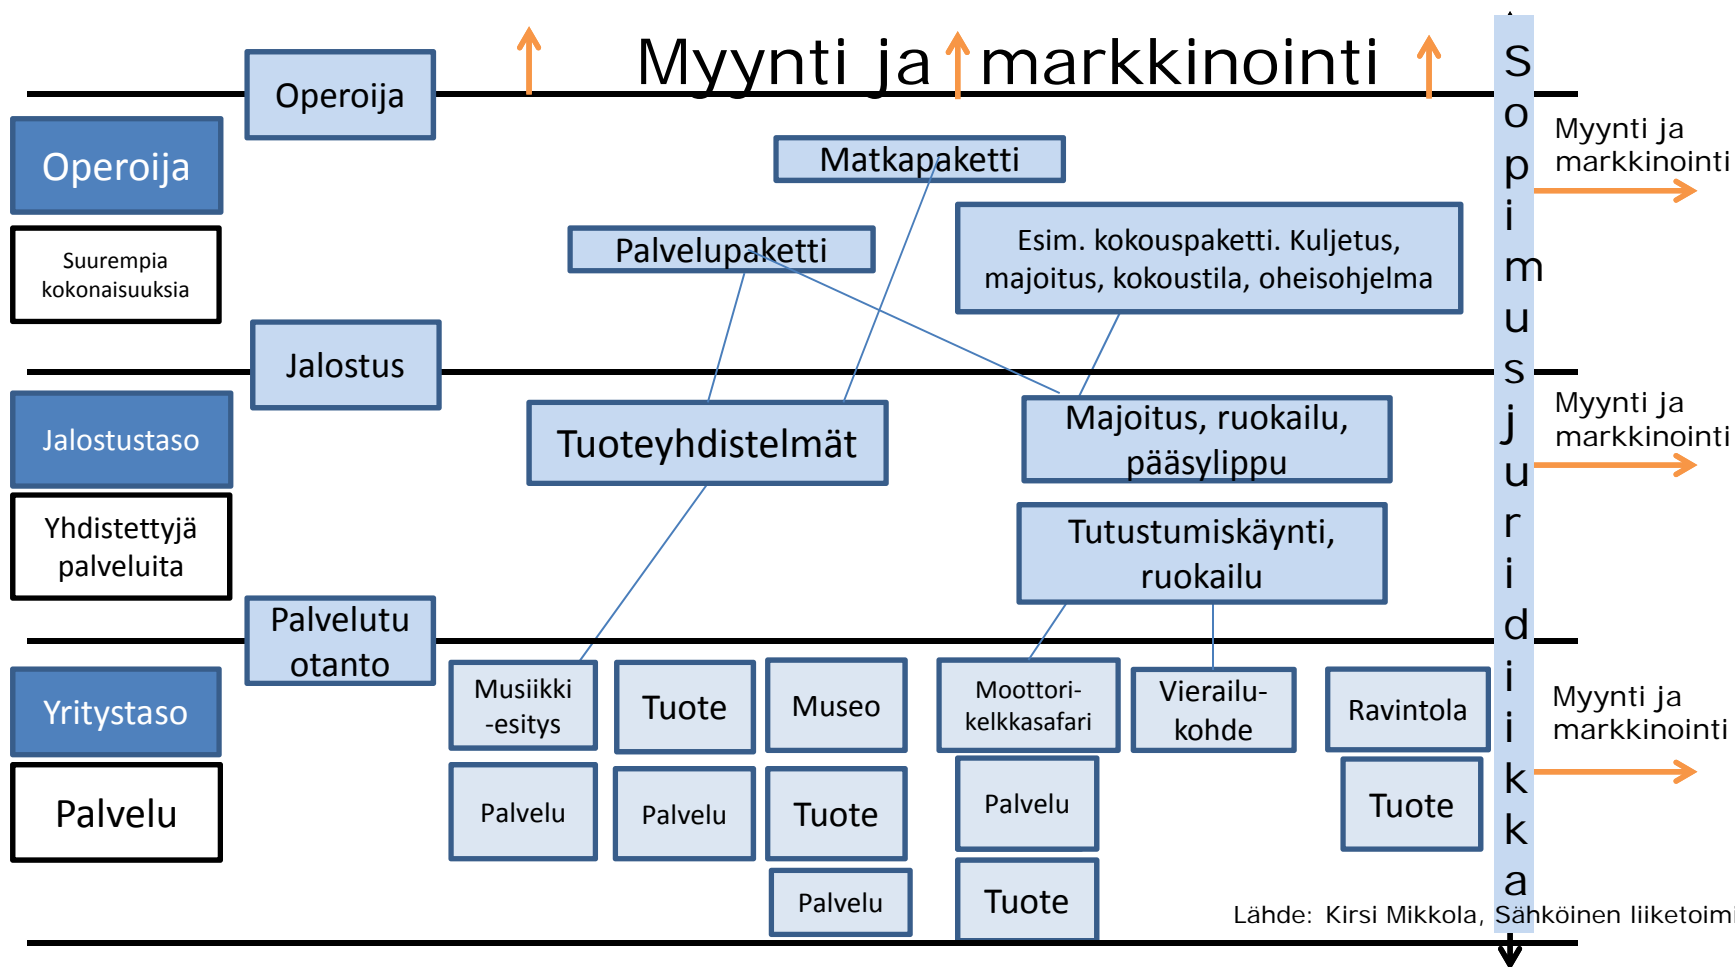 Myynti ja markkinointi
Operoija
Operoija
Suurempia
kokonaisuuksia
Matkapaketti
Palvelupaketti
Esim. kokouspaketti. Kuljetus,
majoitus, kokoustila, oheisohjelma
Myynti ja
markkinointi
Jalostus
Jalostustaso
Yhdistettyjä
palveluita
Tuoteyhdistelmät
Majoitus, ruokailu,
pääsylippu
Tutustumiskäynti,
ruokailu
Myynti ja
markkinointi
Palvelutu
otanto
Yritystaso
Palvelu
Musiikki
-esitys
Tuote
Museo
Moottori-
kelkkasafari
Vierailu-
kohde
Ravintola
Palvelu
Palvelu
Tuote
Palvelu
Tuote
Palvelu
Tuote
Myynti ja
markkinointi
Sopimusjuridiikka
Lähde: Kirsi Mikkola, Sähköinen liiketoimi